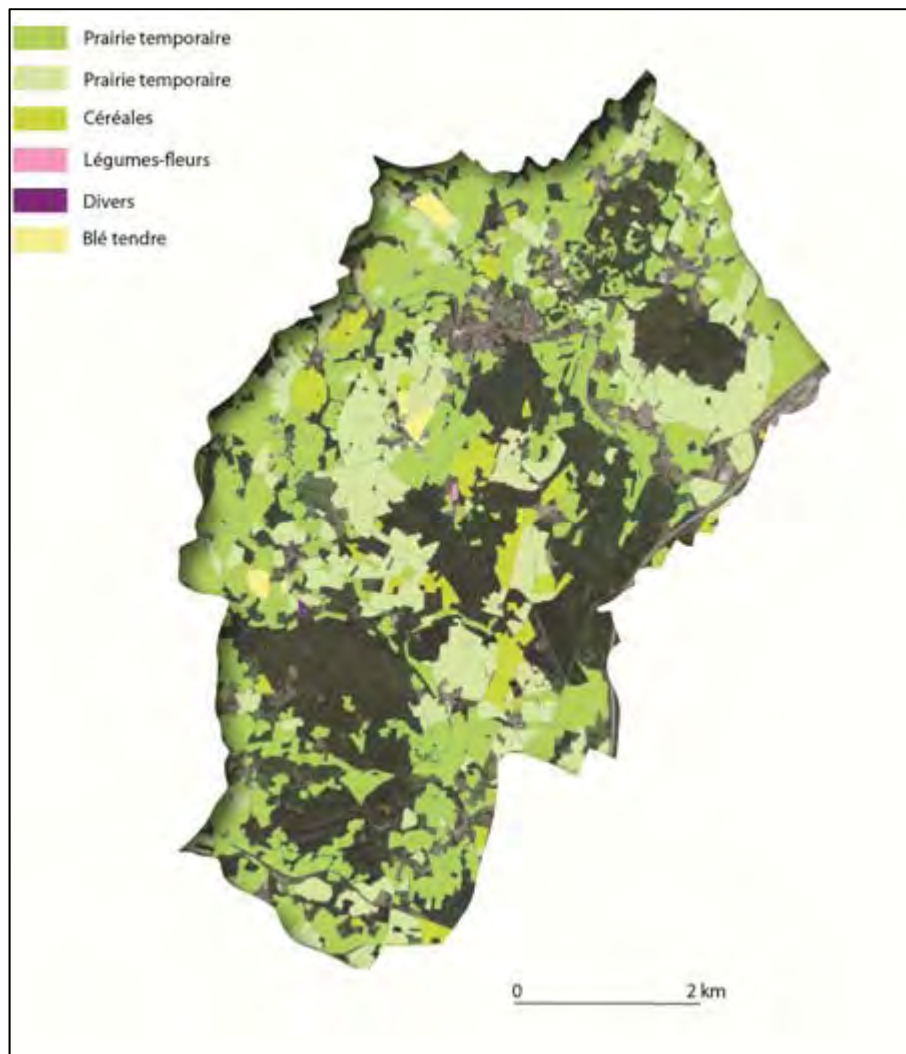 Prairie temporaire
Prairie temporaire
Céréales
Légumes-fleurs
Divers
Blé tendre
0 2 km